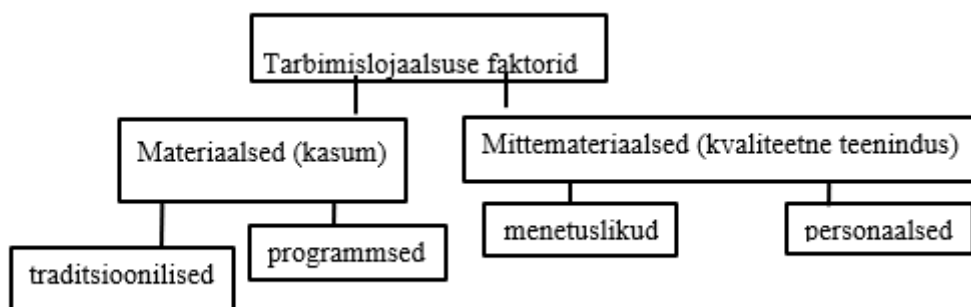 Tarbimislojaalsuse faktorid
Materiaalsed (kasum)
Mittemateriaalsed (kvaliteetne teenindus)
traditsioonilised
programmsed
menetuslikud
personaalsed